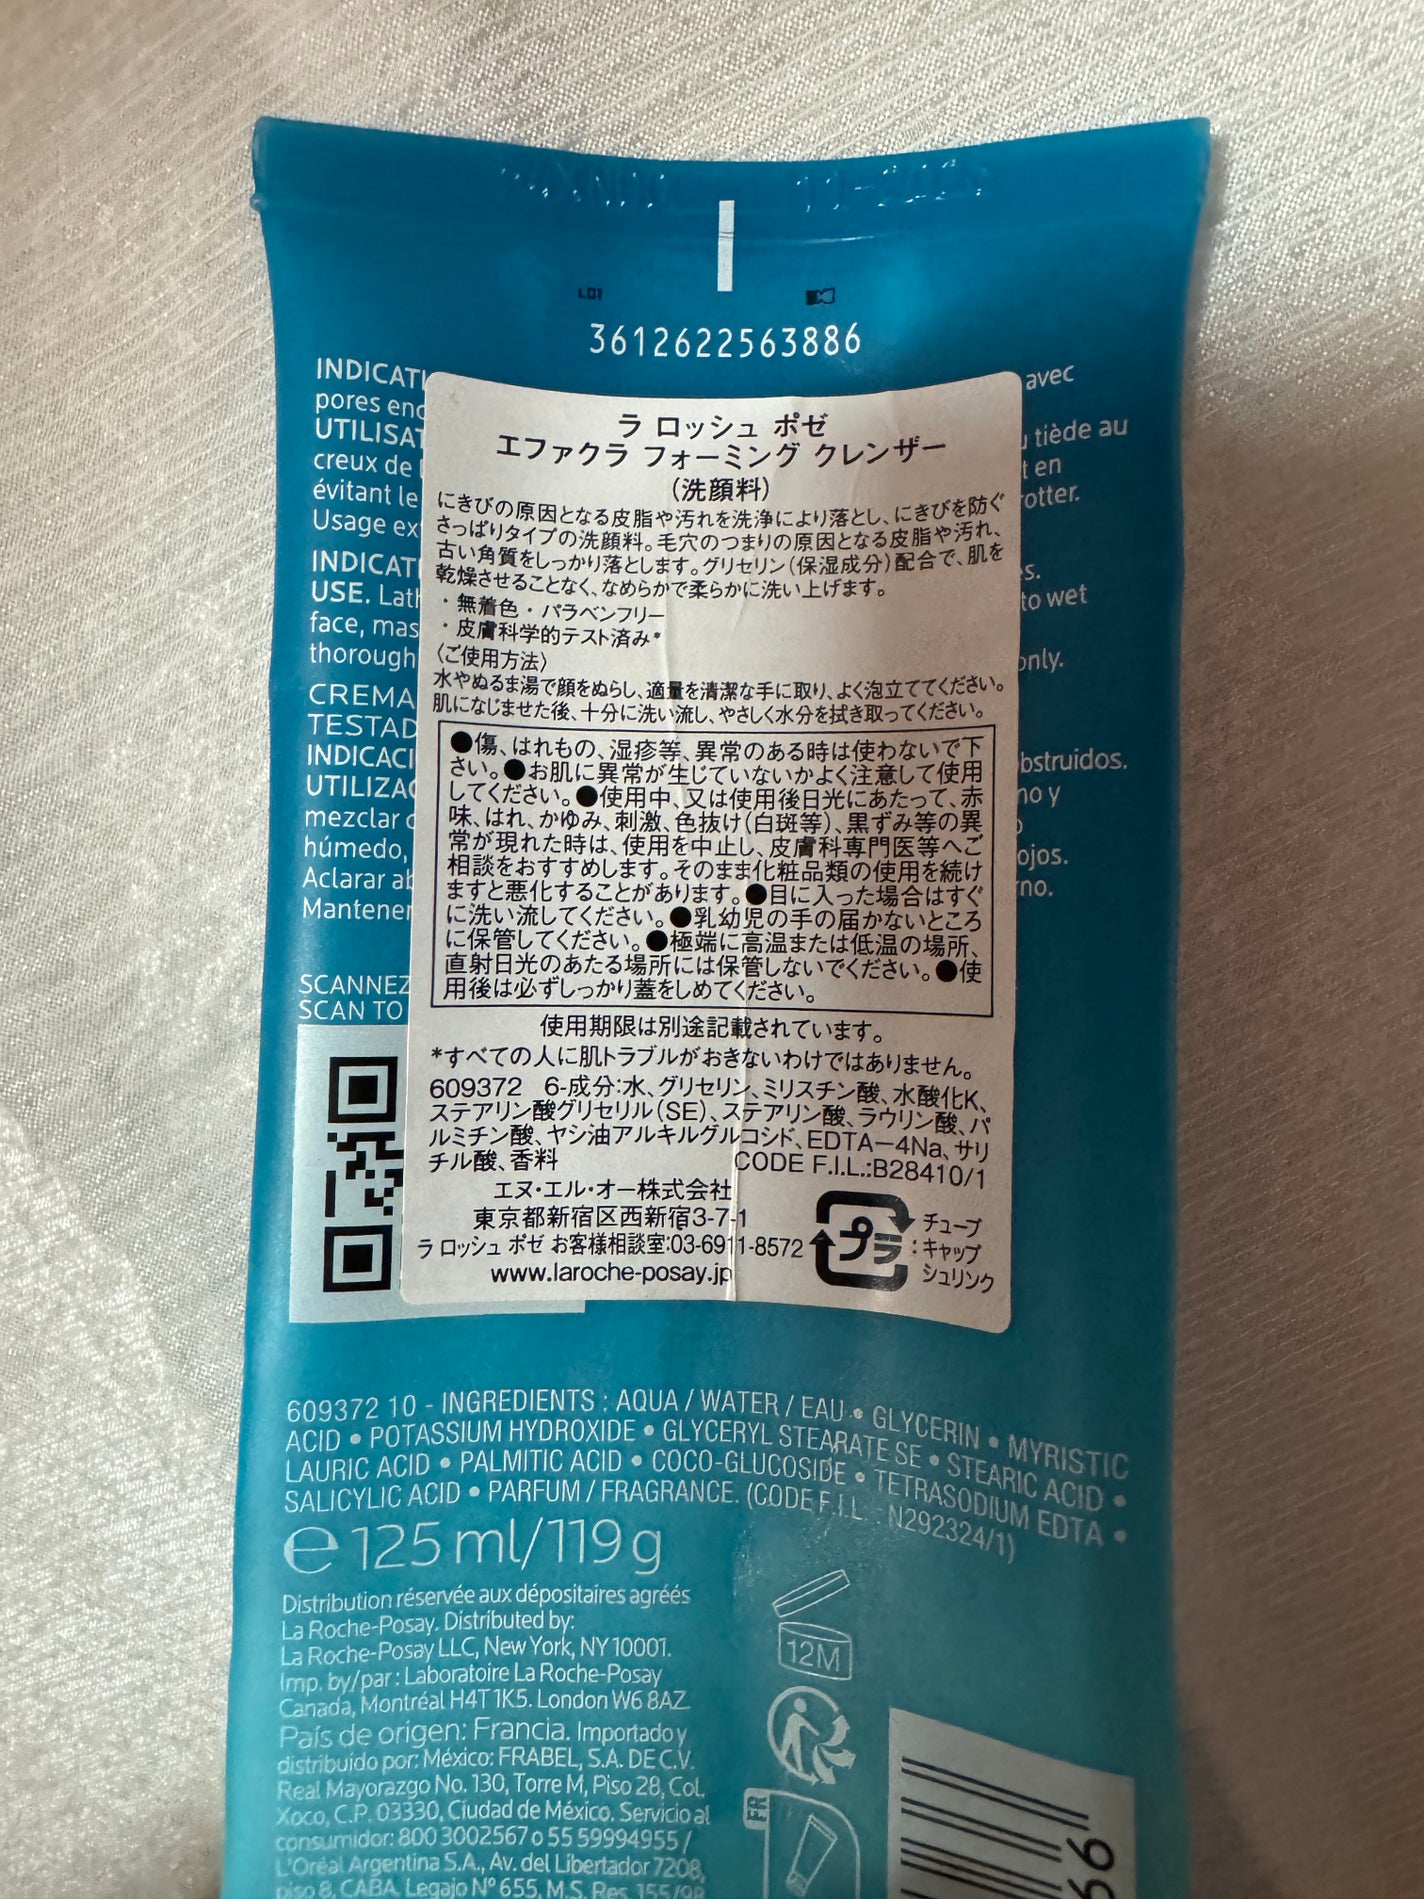 LOT
3612622563886
INDICATI
pores enc
UTILISAT
creux de
évitant le
Usage ex
avec
tiède au
t en
rotter.
INDICATI
USE. Lath
face, mas
thorough
s.
to wet
only.
CREMA
TESTAD
INDICACI
UTILIZAC
mezclar c
húmedo,
Aclarar ab
Mantener
bstruidos.
no y
ojos.
rno.
SCANNEZ
SCAN TO
ラ ロッシュ ポゼ
エファクラ フォーミング クレンザー
(洗顔料)
にきびの原因となる皮脂や汚れを洗浄により落とし、にきびを防ぐ
さっぱりタイプの洗顔料。毛穴のつまりの原因となる皮脂や汚れ、
古い角質をしっかり落とします。グリセリン(保湿成分)配合で、肌を
乾燥させることなく、なめらかで柔らかに洗い上げます。
・無着色・パラベンフリー
・皮膚科学的テスト済み*
〈ご使用方法〉
水やぬるま湯で顔をぬらし、適量を清潔な手に取り、よく泡立ててください。
肌になじませた後、十分に洗い流し、やさしく水分を拭き取ってください。
●傷、はれもの、湿疹等、異常のある時は使わないで下
さい。●お肌に異常が生じていないかよく注意して使用
してください。●使用中、又は使用後日光にあたって、赤
味、はれ、かゆみ、刺激、色抜け(白斑等)、黒ずみ等の異
常が現れた時は、使用を中止し、皮膚科専門医等へご
相談をおすすめします。そのまま化粧品類の使用を続け
ますと悪化することがあります。●目に入った場合はすぐ
に洗い流してください。●乳幼児の手の届かないところ
に保管してください。●極端に高温または低温の場所、
直射日光のあたる場所には保管しないでください。●使
用後は必ずしっかり蓋をしめてください。
使用期限は別途記載されています。
*すべての人に肌トラブルがおきないわけではありません。
609372 6-成分:水、グリセリン、ミリスチン酸、水酸化K、
ステアリン酸グリセリル(SE)、ステアリン酸、ラウリン酸、パ
ルミチン酸、ヤシ油アルキルグルコシド、EDTA-4Na、サリ
チル酸、香料 CODE F.I.L.:B28410/1
エヌ・エル・オー株式会社
東京都新宿区西新宿3-7-1
ラ ロッシュ ポゼ お客様相談室:03-6911-8572
www.laroche-posay.jp
プラ
: チューブ
キャップ
シュリンク
609372 10 - INGREDIENTS : AQUA / WATER / EAU • GLYCERIN • MYRISTIC
ACID • POTASSIUM HYDROXIDE • GLYCERYL STEARATE SE • STEARIC ACID •
LAURIC ACID • PALMITIC ACID • COCO-GLUCOSIDE • TETRASODIUM EDTA •
SALICYLIC ACID • PARFUM / FRAGRANCE. (CODE F.I.L. : N292324/1)
e 125 ml/119 g
Distribution réservée aux dépositaires agréés
La Roche-Posay. Distributed by:
La Roche-Posay LLC, New York, NY 10001.
Imp. by/par : Laboratoire La Roche-Posay
Canada, Montréal H4T 1K5. London W6 8AZ
País de origen: Francia. Importado y
distribuido por: México: FRABEL, S.A. DE C.V.
Real Mayorazgo No. 130, Torre M, Piso 28, Col.
Xoco, C.P. 03330, Ciudad de México. Servicio al
consumidor: 800 3002567 o 55 59994955 /
L'Oréal Argentina S.A., Av. del Libertador 7208,
piso 8, CABA. Legajo N° 655. M.S. Res. 155/98
12M
FR
99